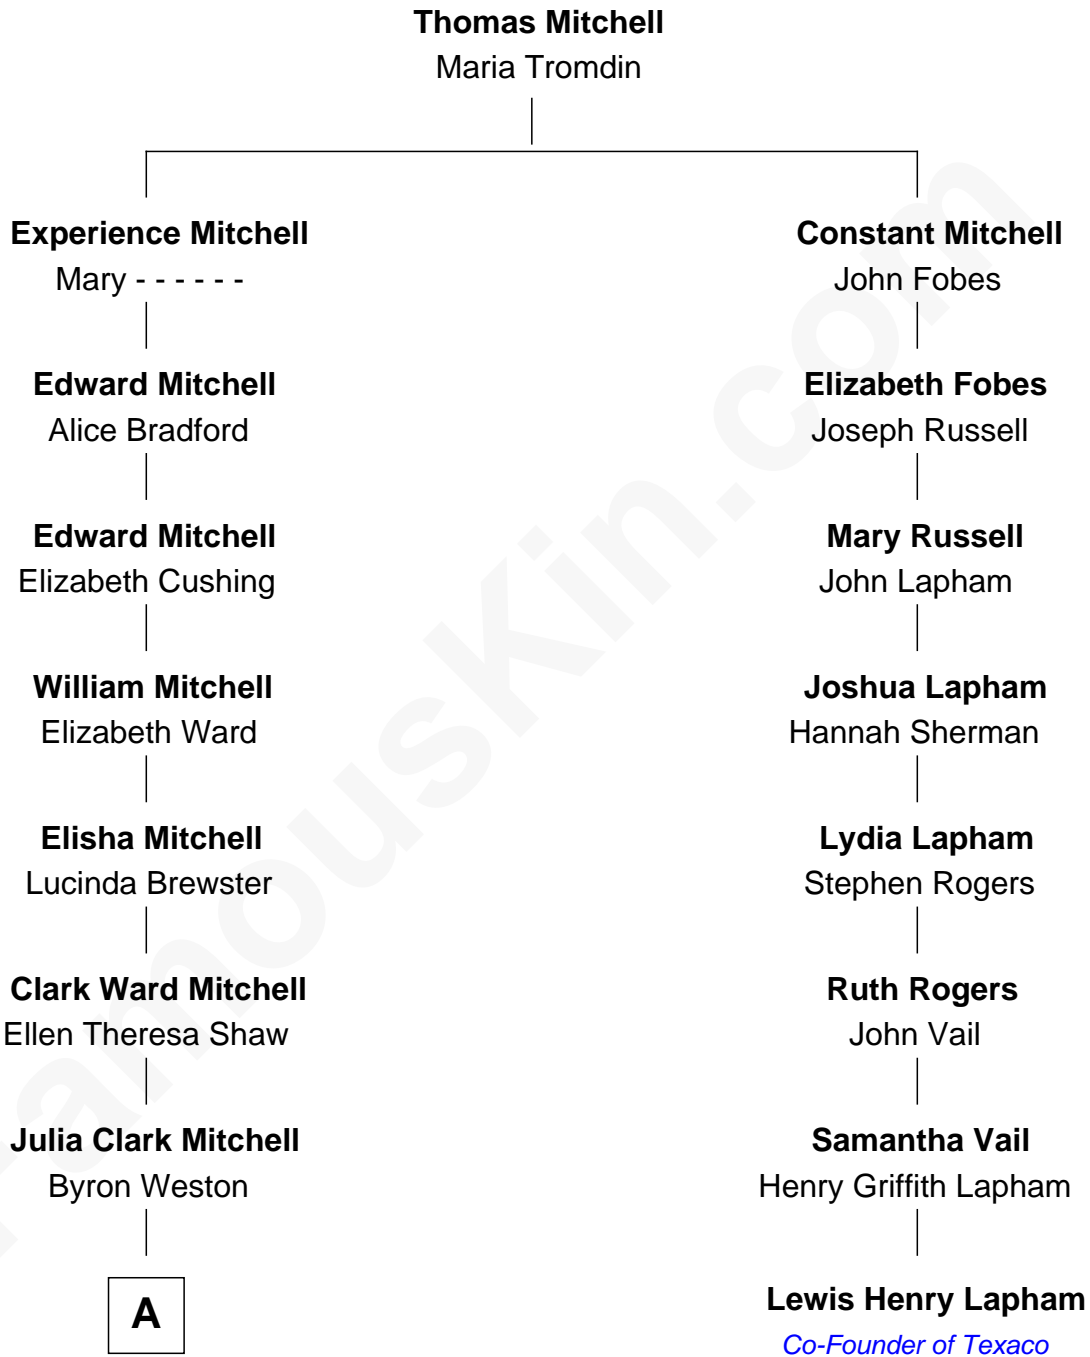 Thomas Mitchell
Maria Tromdin
Experience Mitchell
Mary - - - - - -
Constant Mitchell
John Fobes
Edward Mitchell
Alice Bradford
Elizabeth Fobes
Joseph Russell
Edward Mitchell
Elizabeth Cushing
Mary Russell
John Lapham
William Mitchell
Elizabeth Ward
Joshua Lapham
Hannah Sherman
Elisha Mitchell
Lucinda Brewster
Lydia Lapham
Stephen Rogers
Clark Ward Mitchell
Ellen Theresa Shaw
Ruth Rogers
John Vail
Julia Clark Mitchell
Byron Weston
Samantha Vail
Henry Griffith Lapham
A
Lewis Henry Lapham
Co-Founder of Texaco
FamousKin.com